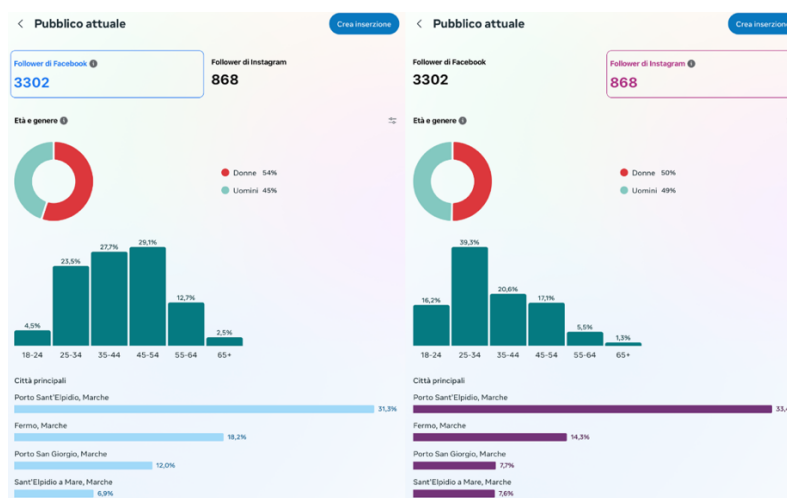 Pubblico attuale
Crea inserzione
Follower di Facebook
3302
Follower di Instagram
868
Età e genere
Donne 54%
Uomini 45%
4,5%
23,5%
27,7%
29,1%
12,7%
2,5%
18-24 25-34 35-44 45-54 55-64 65+
Città principali
Porto Sant'Elpidio, Marche
31,3%
Fermo, Marche
18,2%
Porto San Giorgio, Marche
12,0%
Sant'Elpidio a Mare, Marche
6,9%
Pubblico attuale
Crea inserzione
Follower di Facebook
3302
Follower di Instagram
868
Età e genere
Donne 50%
Uomini 49%
16,2%
39,3%
20,6%
17,1%
5,5%
1,3%
18-24 25-34 35-44 45-54 55-64 65+
Città principali
Porto Sant'Elpidio, Marche
Fermo, Marche
14,3%
Porto San Giorgio, Marche
7,7%
Sant'Elpidio a Mare, Marche
7,6%